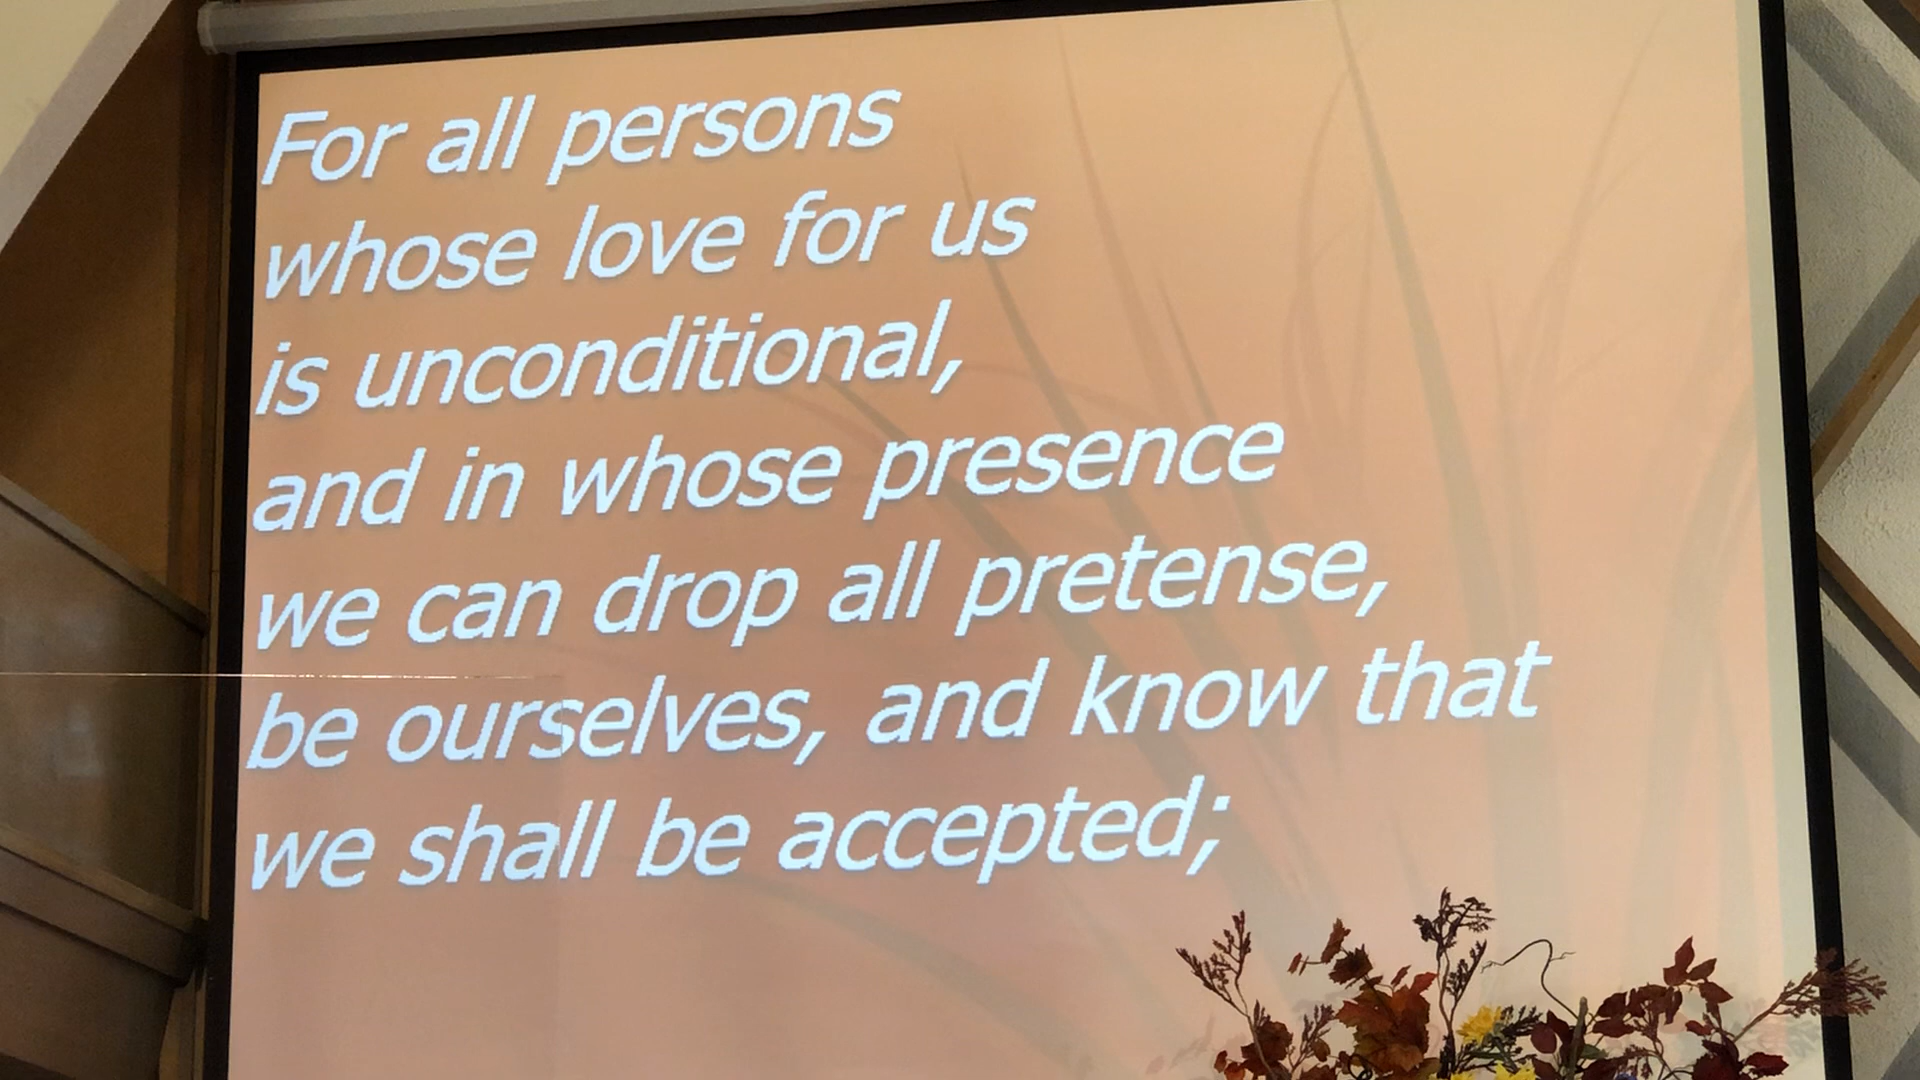 For all persons
whose love for us
is unconditional,
and in whose presence
we can drop all pretense,
be ourselves, and know that
we shall be accepted;